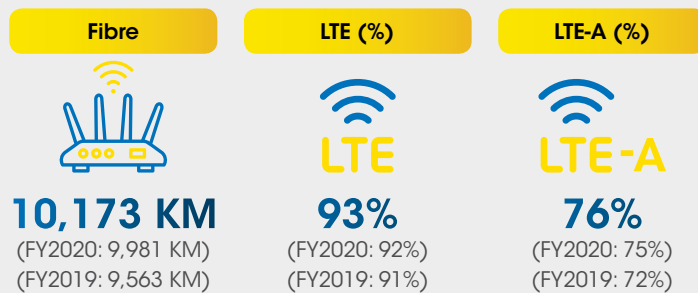 Fibre
LTE (%)
LTE-A (%)
LTE
LTE-A
10,173 KM
93%
76%
(FY2020: 9,981 KM)
(FY2020: 92%)
(FY2020: 75%)
(FY2019: 9,563 KM)
(FY2019: 91%)
(FY2019: 72%)